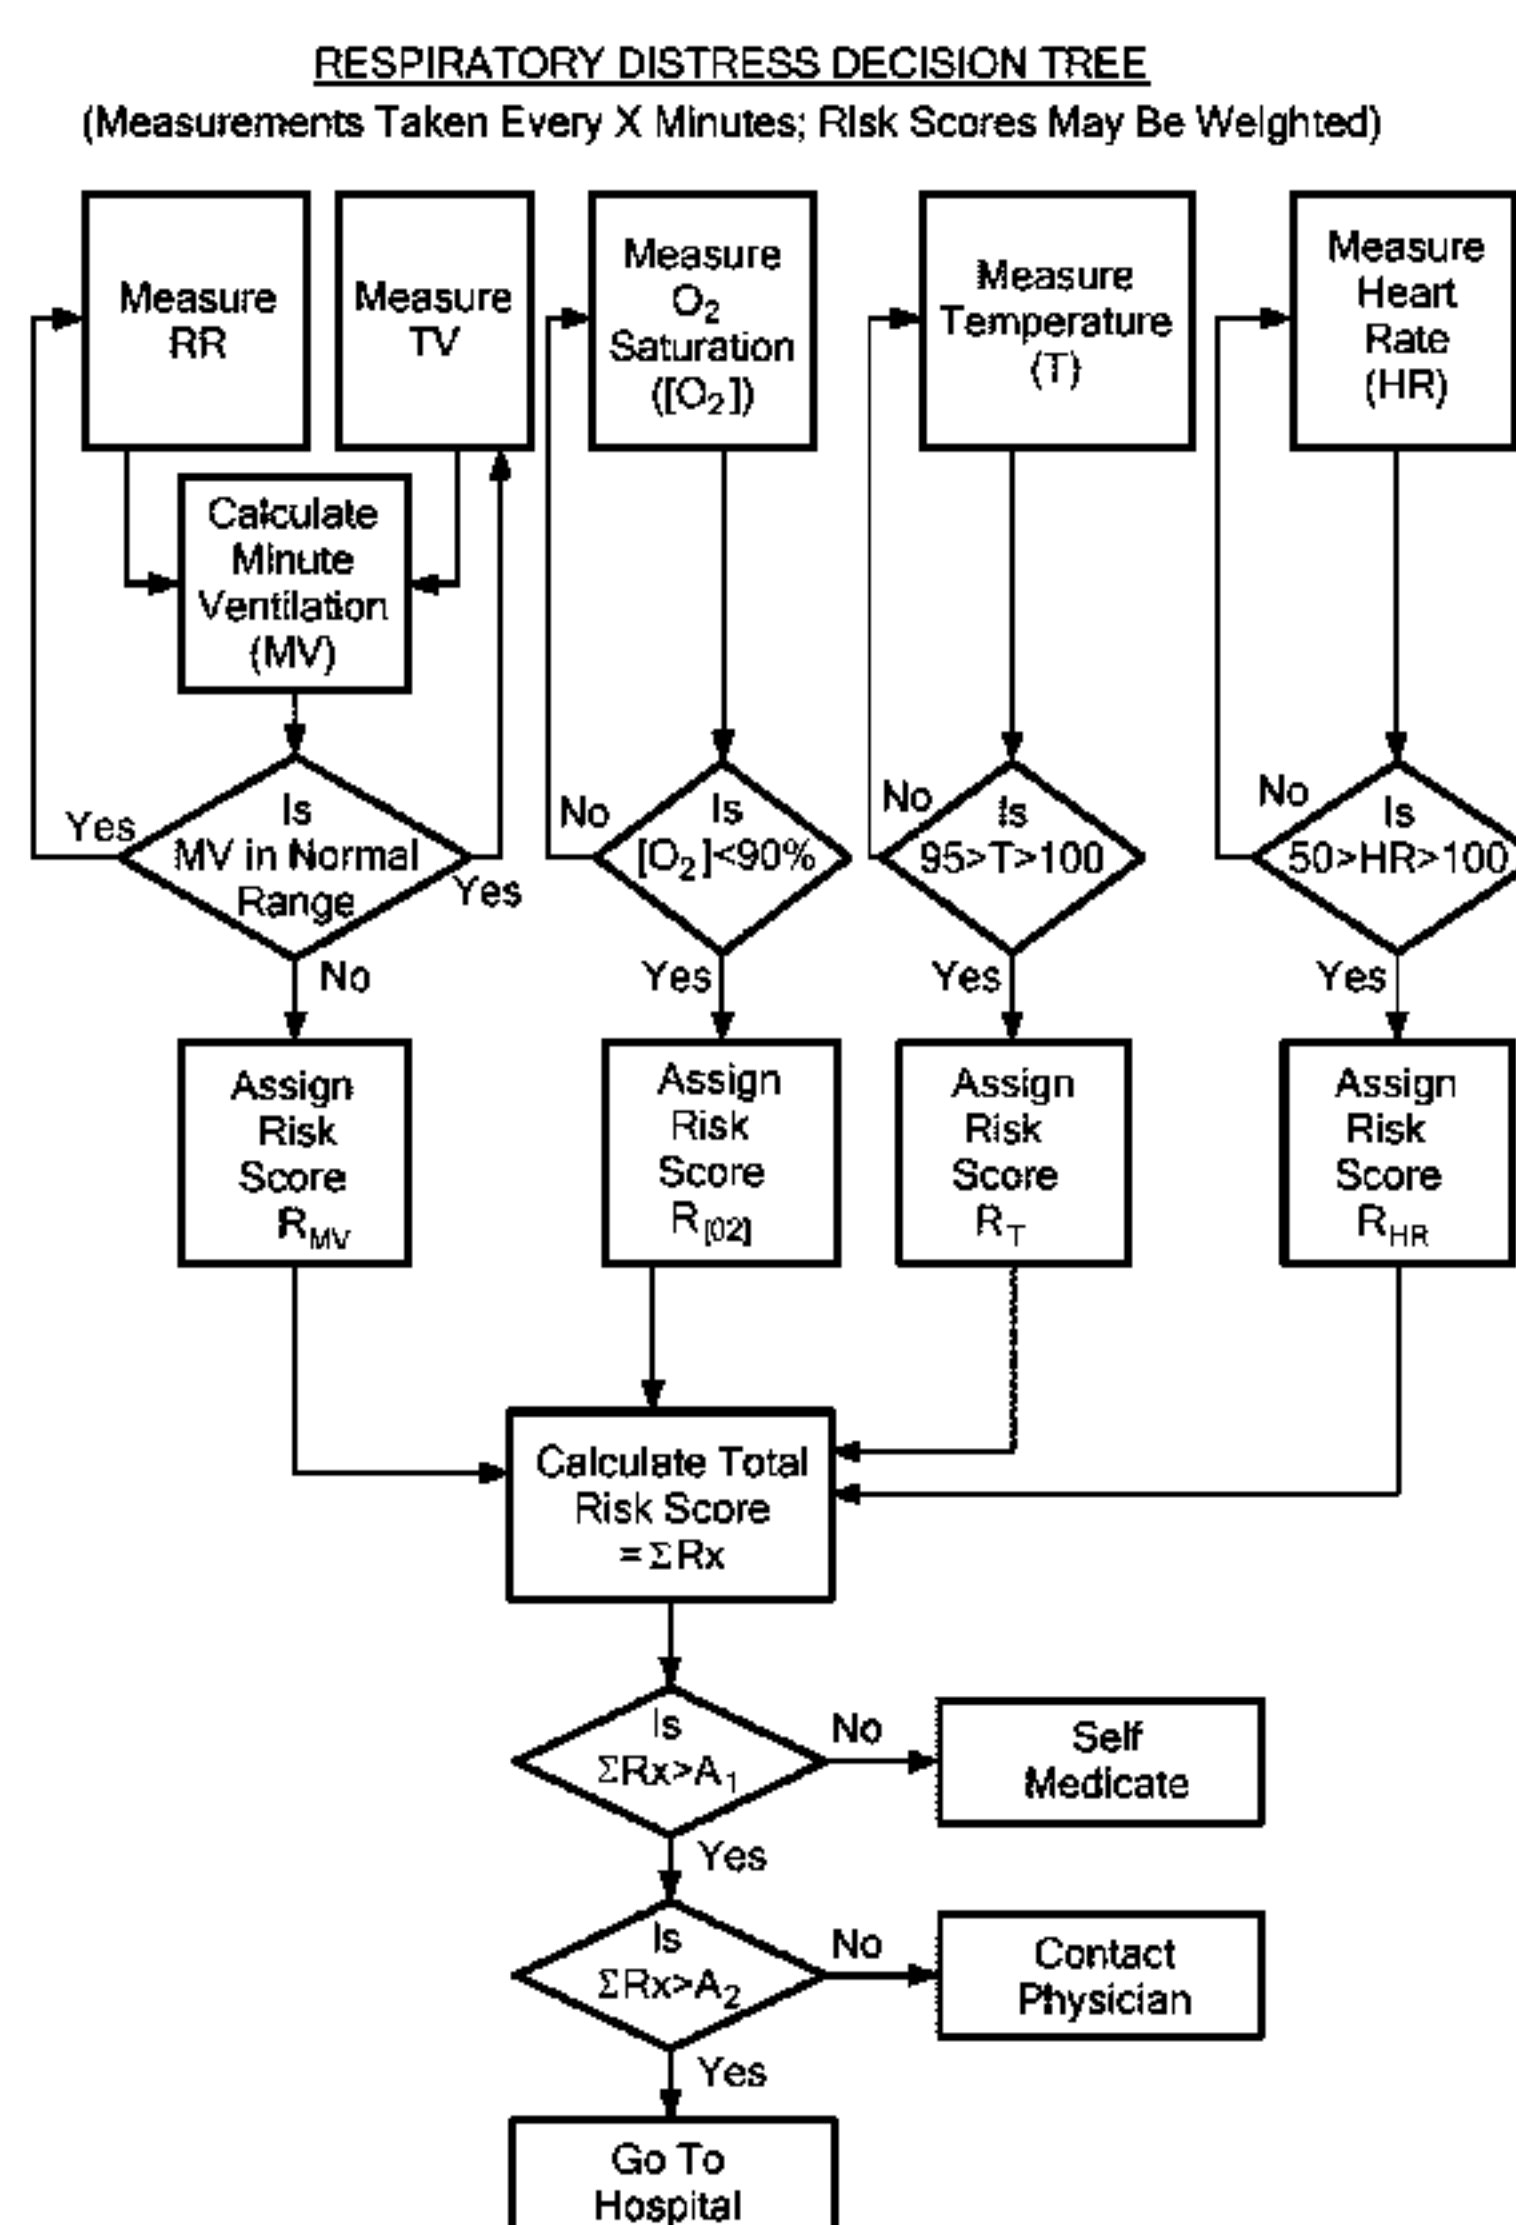 RESPIRATORY DISTRESS DECISION TREE
(Measurements Taken Every X Minutes; Risk Scores May Be Weighted)
Measure
RR
Measure
TV
Measure
O2
Saturation
([O2])
Measure
Temperature
(T)
Measure
Heart
Rate
(HR)
Calculate
Minute
Ventilation
(MV)
Yes
Is
MV in Normal
Range
Yes
No
No
Is
[O2]<90%
Yes
No
Is
95>T>100
Yes
No
Is
50>HR>100
Yes
Assign
Risk
Score
RMV
Assign
Risk
Score
R[02]
Assign
Risk
Score
RT
Assign
Risk
Score
RHR
Calculate Total
Risk Score
=ΣRx
Is
ΣRx>A1
No
Self
Medicate
Yes
Is
ΣRx>A2
No
Contact
Physician
Yes
Go To
Hospital